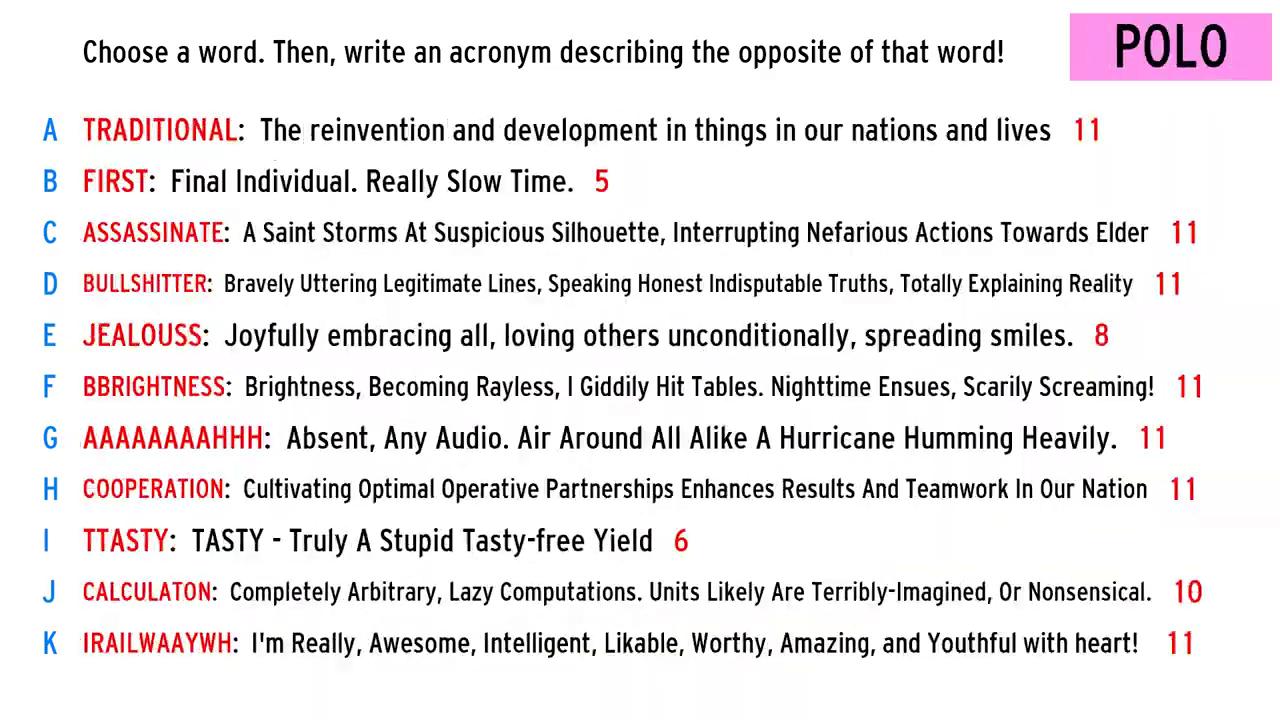 Choose a word. Then, write an acronym describing the opposite of that word!
POLO
A TRADITIONAL: The reinvention and development in things in our nations and lives 11
B FIRST: Final Individual. Really Slow Time. 5
C ASSASSINATE: A Saint Storms At Suspicious Silhouette, Interrupting Nefarious Actions Towards Elder 11
D BULLSHITTER: Bravely Uttering Legitimate Lines, Speaking Honest Indisputable Truths, Totally Explaining Reality 11
E JEALOUSS: Joyfully embracing all, loving others unconditionally, spreading smiles. 8
F BBRIGHTNESS: Brightness, Becoming Rayless, I Giddily Hit Tables. Nighttime Ensues, Scarily Screaming! 11
G AAAAAAAAHHH: Absent, Any Audio. Air Around All Alike A Hurricane Humming Heavily. 11
H COOPERATION: Cultivating Optimal Operative Partnerships Enhances Results And Teamwork In Our Nation 11
I TTASTY: TASTY - Truly A Stupid Tasty-free Yield 6
J CALCULATON: Completely Arbitrary, Lazy Computations. Units Likely Are Terribly-Imagined, Or Nonsensical. 10
K IRAILWAAYWH: I'm Really, Awesome, Intelligent, Likable, Worthy, Amazing, and Youthful with heart! 11